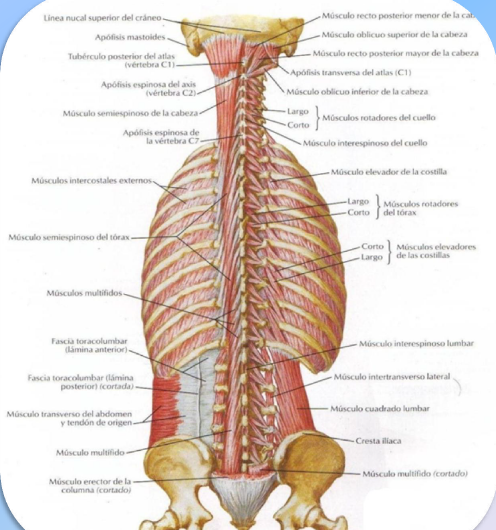 Línea nucal superior del cráneo
Apófisis mastoides
Tubérculo posterior del atlas
(vértebra C1)
Apófisis espinosa del axis
(vértebra C2)
Músculo semiespinoso de la cabeza
Apófisis espinosa de
la vértebra C7
Músculos intercostales externos
Músculo semiespinoso del tórax
Músculos multífidos
Fascia toracolumbar
(lámina anterior)
Fascia toracolumbar (lámina
posterior) (cortada)
Músculo transverso del abdomen
y tendón de origen
Músculo multífido
Músculo erector de la
columna (cortado)
Músculo recto posterior menor de la
Músculo oblicuo superior de la cabeza
Músculo recto posterior mayor de la cabeza
Apófisis transversa del atlas (C1)
Músculo oblicuo inferior de la cabeza
Largo
Corto
Músculos rotadores del cuello
Músculo interespinoso del cuello
Músculo elevador de la costilla
Largo
Corto
Músculos rotadores
del tórax
Corto
Largo
Músculos elevadores
de las costillas
Músculo interespinoso lumbar
Músculo intertransverso lateral
Músculo cuadrado lumbar
Cresta ilíaca
Músculo multífido (cortado)